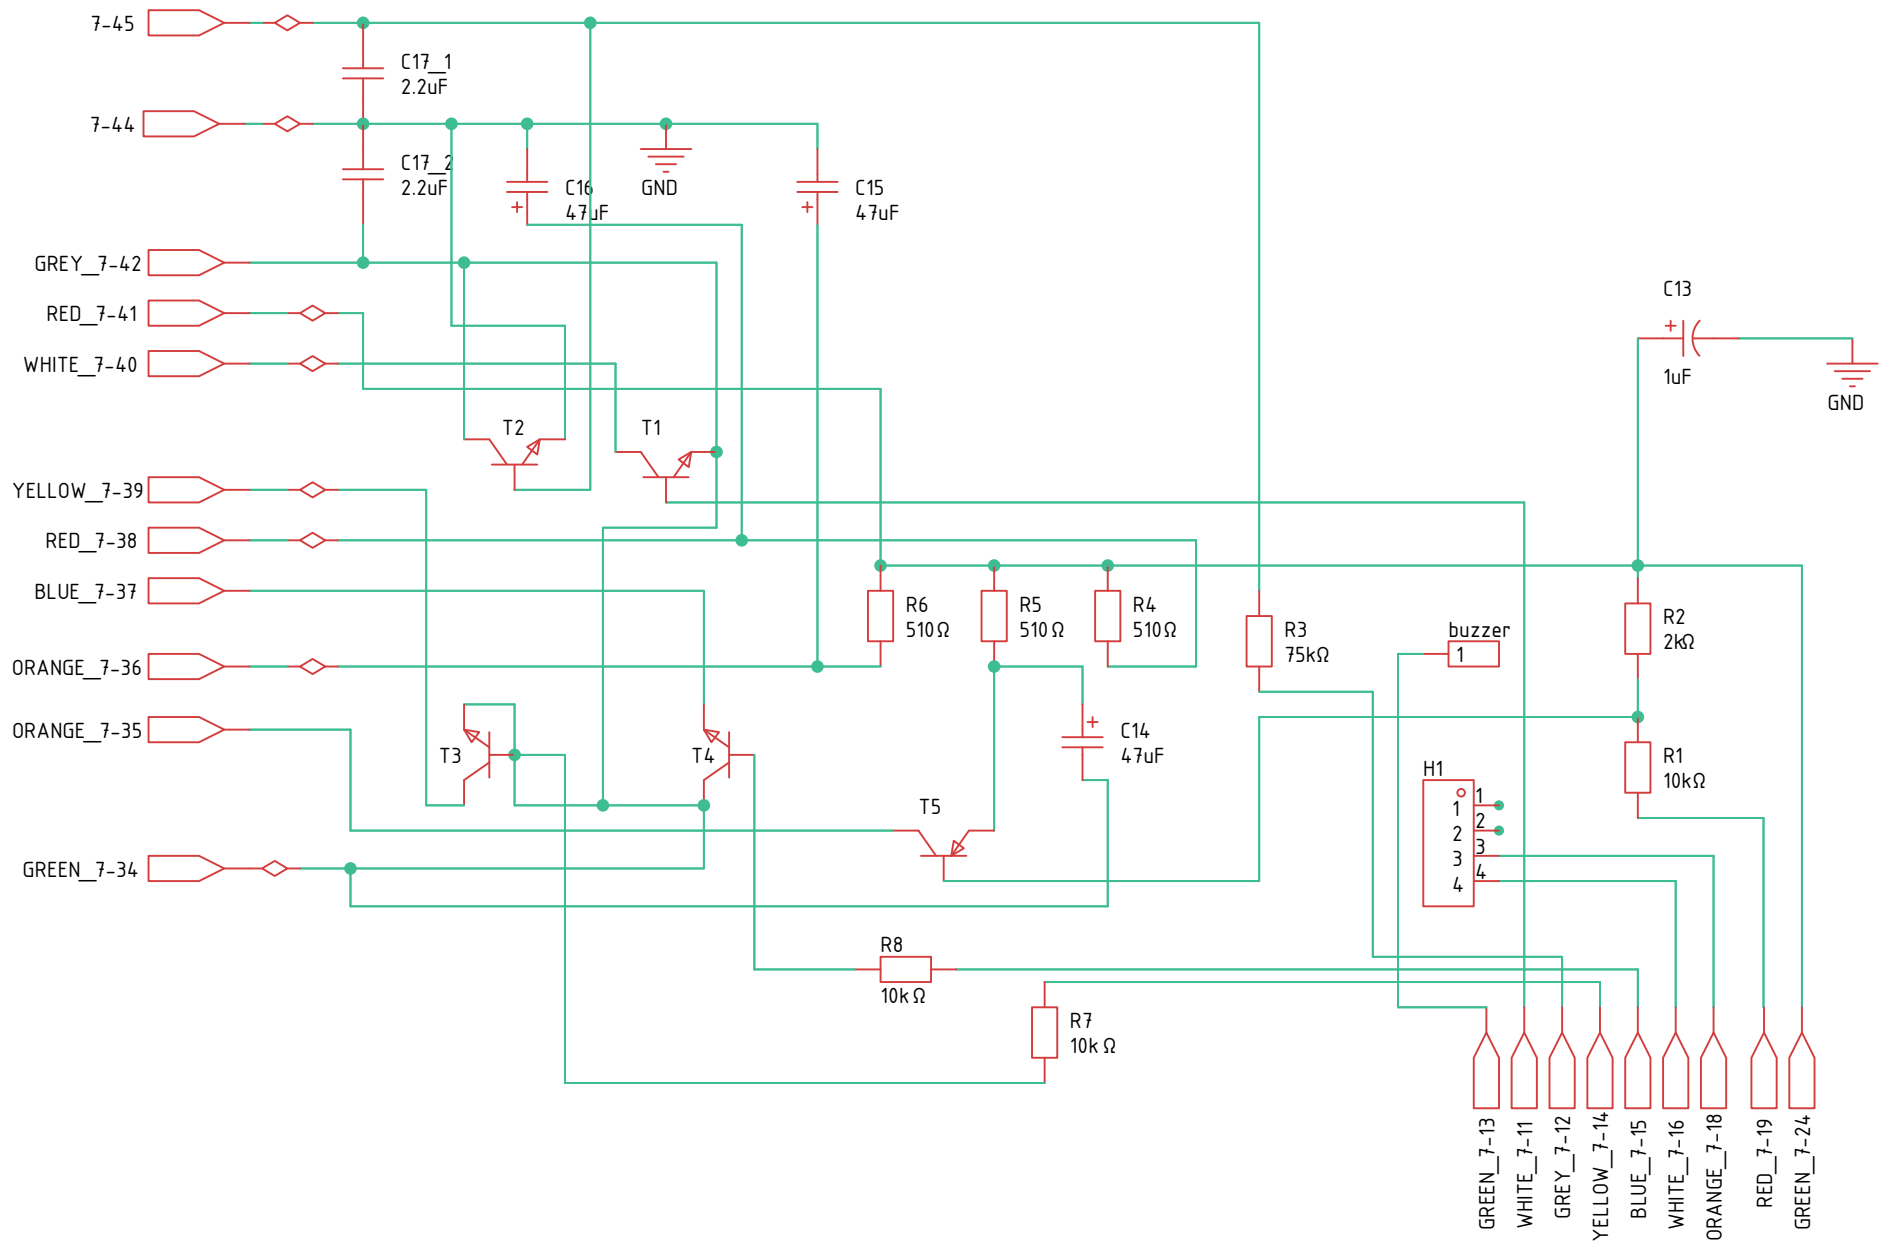 7-45
C17_1
2.2uF
7-44
C17_2
2.2uF
C16
47uF
GND
C15
47uF
GREY_7-42
RED_7-41
WHITE_7-40
C13
+
1uF
GND
T2
T1
YELLOW_7-39
RED_7-38
BLUE_7-37
R6
510Ω
R5
510Ω
R4
510Ω
R3
75kΩ
buzzer
1
R2
2kΩ
ORANGE_7-36
ORANGE_7-35
T3
T4
+
C14
47uF
H1
R1
10kΩ
1 1
2 2
3 3
4 4
T5
GREEN_7-34
R8
10kΩ
R7
10kΩ
+
+
GREEN_7-13
WHITE_7-11
GREY_7-12
YELLOW_7-14
BLUE_7-15
WHITE_7-16
ORANGE_7-18
RED_7-19
GREEN_7-24